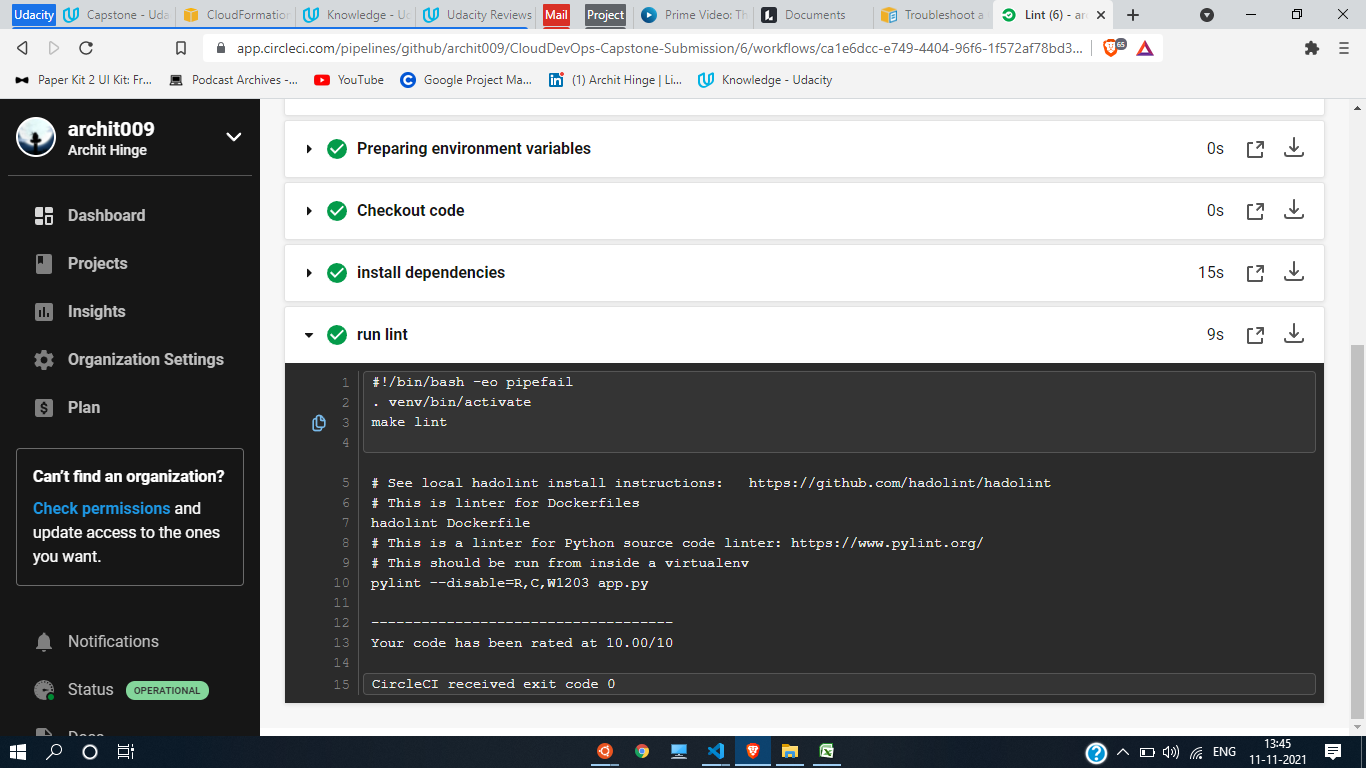 Udacity
Capstone - Uda
CloudFormation
Knowledge - Ud
Udacity Reviews
Mail
Project
Prime Video: Th
Documents
Troubleshoot a
Lint (6) - ar
app.circleci.com/pipelines/github/archit009/CloudDevOps-Capstone-Submission/6/workflows/ca1e6dcc-e749-4404-96f6-1f572af78bd3...
65
Paper Kit 2 UI Kit: Fr...
Podcast Archives -...
YouTube
Google Project Ma...
(1) Archit Hinge | Li...
Knowledge - Udacity
archit009
Archit Hinge
Dashboard
Projects
Insights
Organization Settings
Plan
Can't find an organization?
Check permissions and
update access to the ones
you want.
Notifications
Status OPERATIONAL
Docs
Preparing environment variables 0s
Checkout code 0s
install dependencies 15s
run lint 9s
1 #!/bin/bash -eo pipefail
2 . venv/bin/activate
3 make lint
4
5 # See local hadolint install instructions:   https://github.com/hadolint/hadolint
6 # This is linter for Dockerfiles
7 hadolint Dockerfile
8 # This is a linter for Python source code linter: https://www.pylint.org/
9 # This should be run from inside a virtualenv
10 pylint --disable=R,C,W1203 app.py
11
12 ------------------------------------
13 Your code has been rated at 10.00/10
14
15 CircleCI received exit code 0
ENG
13:45
11-11-2021